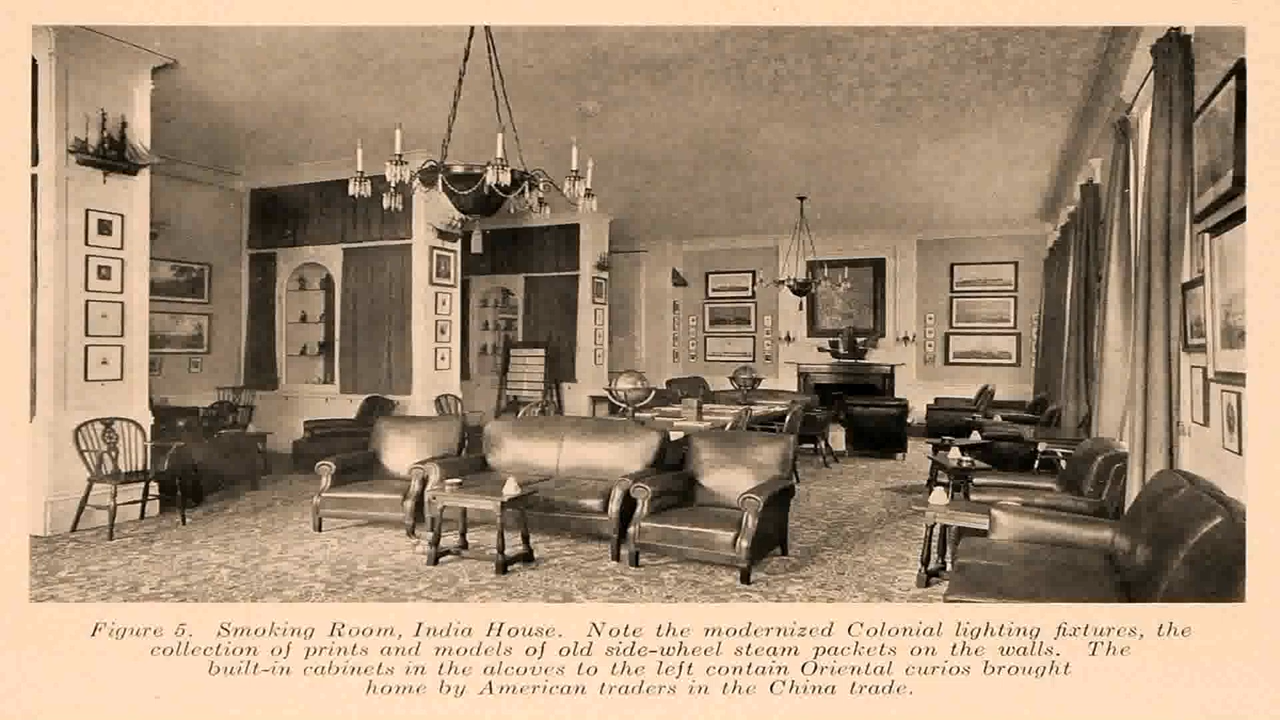 Figure 5. Smoking Room, India House. Note the modernized Colonial lighting fixtures, the
collection of prints and models of old side-wheel steam packets on the walls. The
built-in cabinets in the alcoves to the left contain Oriental curios brought
home by American traders in the China trade.